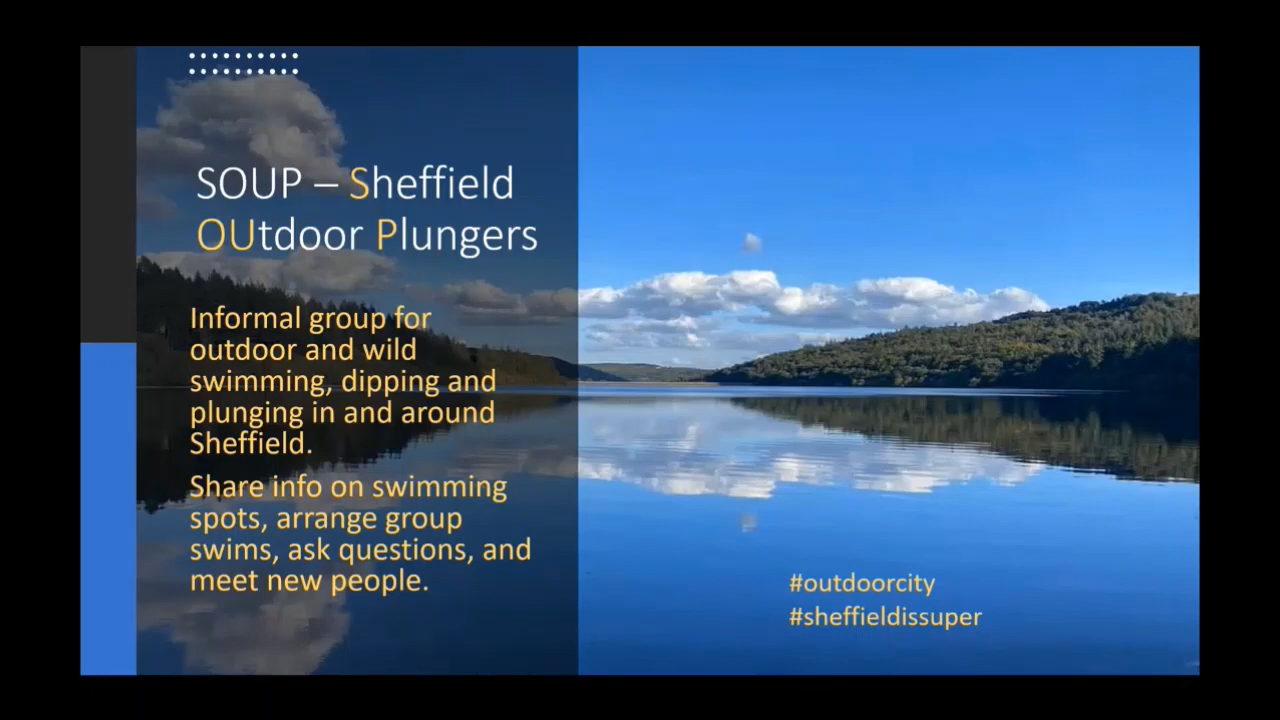 SOUP – Sheffield
OUtdoor Plungers
Informal group for
outdoor and wild
swimming, dipping and
plunging in and around
Sheffield.
Share info on swimming
spots, arrange group
swims, ask questions, and
meet new people.
#outdoorcity
#sheffieldissuper